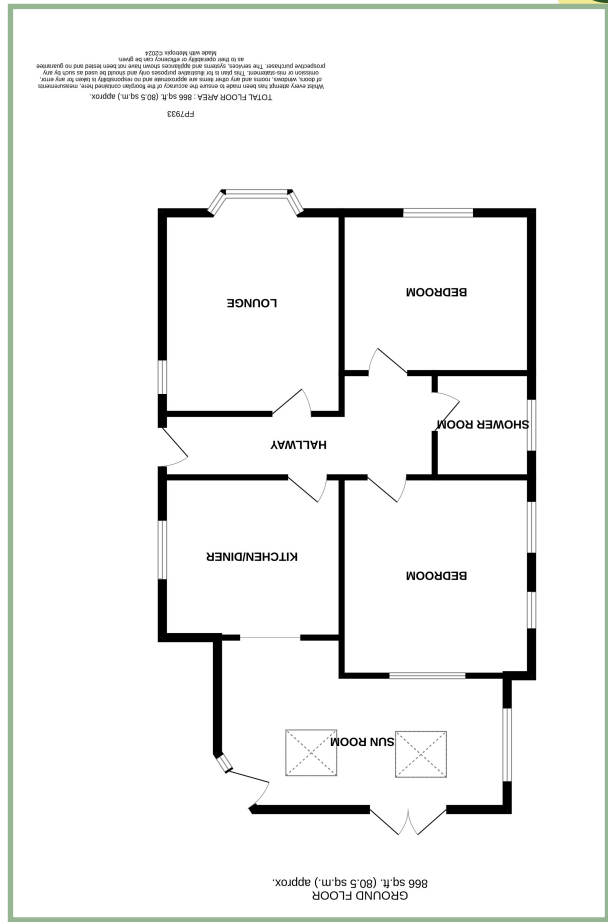 GROUND FLOOR
866 sq.ft. (80.5 sq.m.) approx.
SUN ROOM
KITCHEN/DINER
BEDROOM
HALLWAY
SHOWER ROOM
LOUNGE
BEDROOM
FP7933
TOTAL FLOOR AREA : 866 sq.ft. (80.5 sq.m.) approx.
Whilst every attempt has been made to ensure the accuracy of the floorplan contained here, measurements
of doors, windows, rooms and any other items are approximate and no responsibility is taken for any error,
omission or mis-statement. This plan is for illustrative purposes only and should be used as such by any
prospective purchaser. The services, systems and appliances shown have not been tested and no guarantee
as to their operability or efficiency can be given.
Made with Metropix ©2024